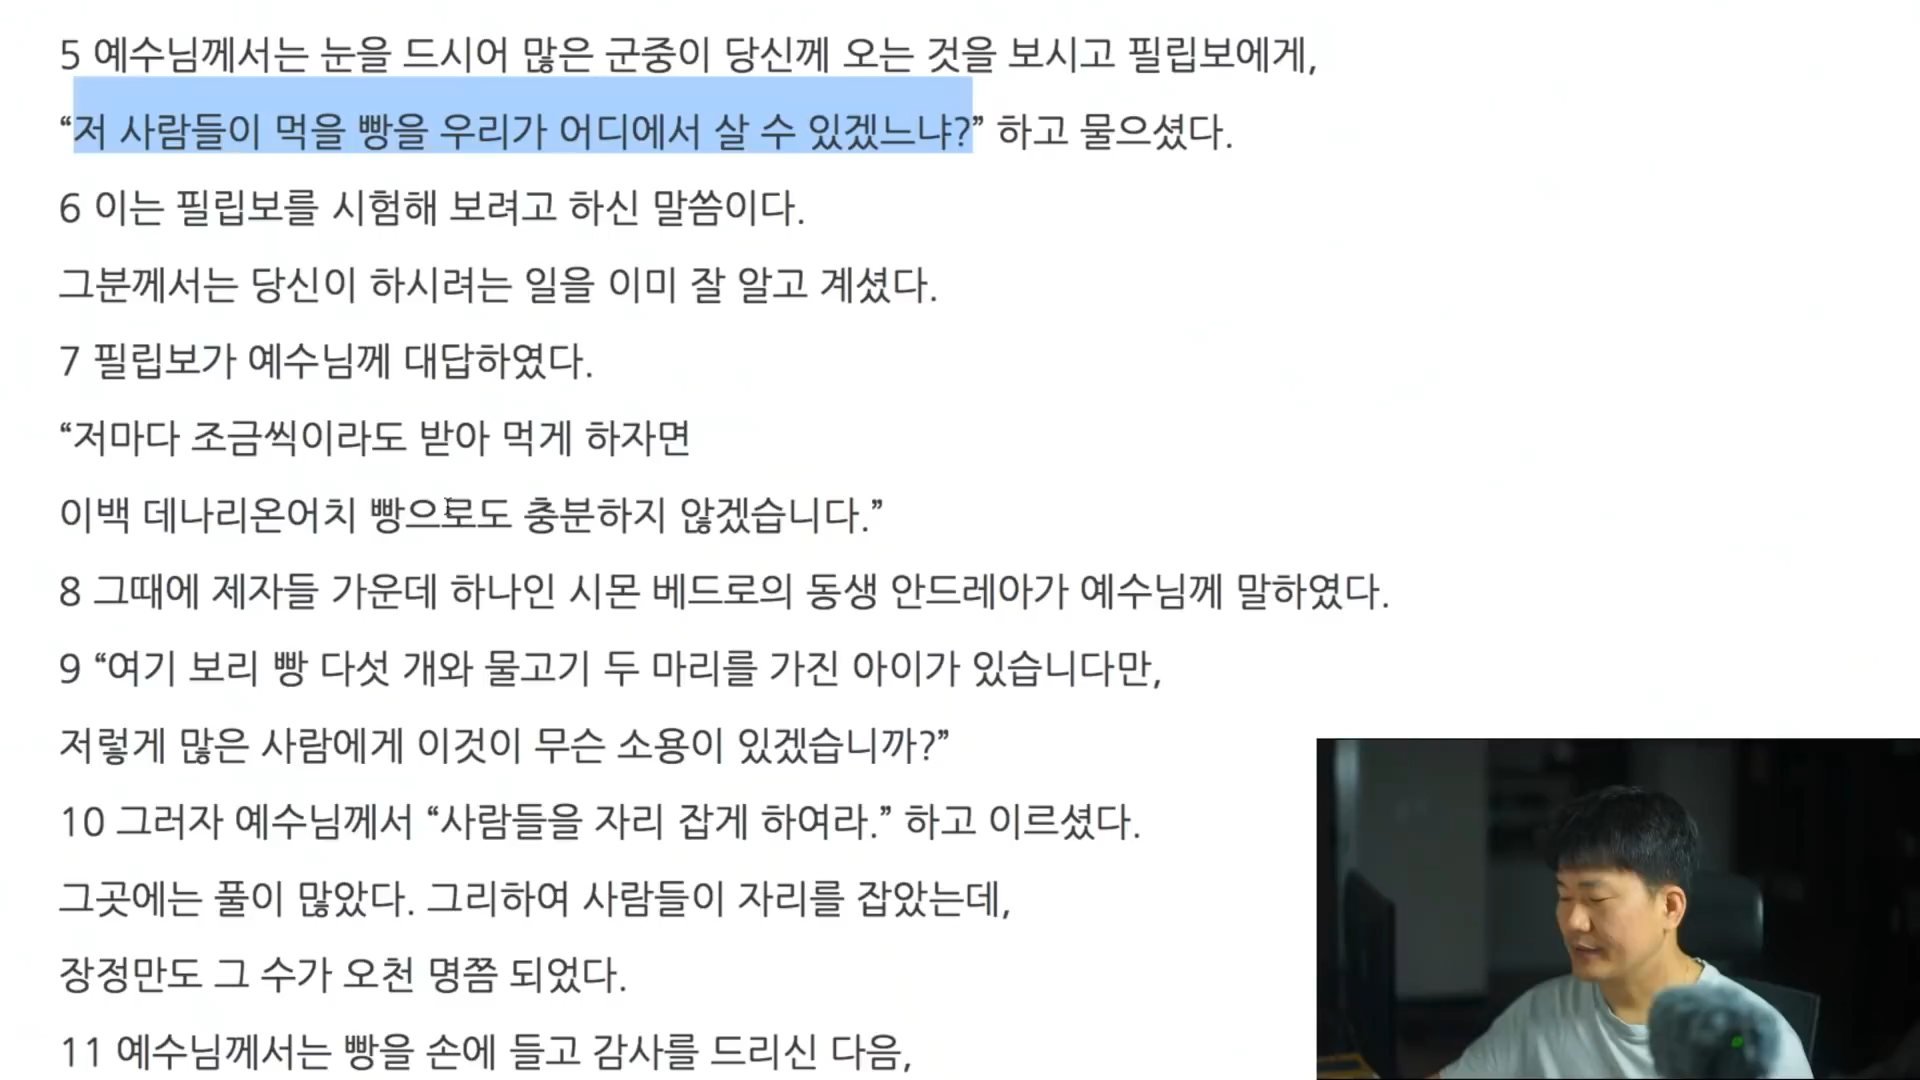 5 예수님께서는 눈을 드시어 많은 군중이 당신께 오는 것을 보시고 필립보에게,
“저 사람들이 먹을 빵을 우리가 어디에서 살 수 있겠느냐?” 하고 물으셨다.
6 이는 필립보를 시험해 보려고 하신 말씀이다.
그분께서는 당신이 하시려는 일을 이미 잘 알고 계셨다.
7 필립보가 예수님께 대답하였다.
“저마다 조금씩이라도 받아 먹게 하자면
이백 데나리온어치 빵으로도 충분하지 않겠습니다.”
8 그때에 제자들 가운데 하나인 시몬 베드로의 동생 안드레아가 예수님께 말하였다.
9 “여기 보리 빵 다섯 개와 물고기 두 마리를 가진 아이가 있습니다만,
저렇게 많은 사람에게 이것이 무슨 소용이 있겠습니까?”
10 그러자 예수님께서 “사람들을 자리 잡게 하여라.” 하고 이르셨다.
그곳에는 풀이 많았다. 그리하여 사람들이 자리를 잡았는데,
장정만도 그 수가 오천 명쯤 되었다.
11 예수님께서는 빵을 손에 들고 감사를 드리신 다음,